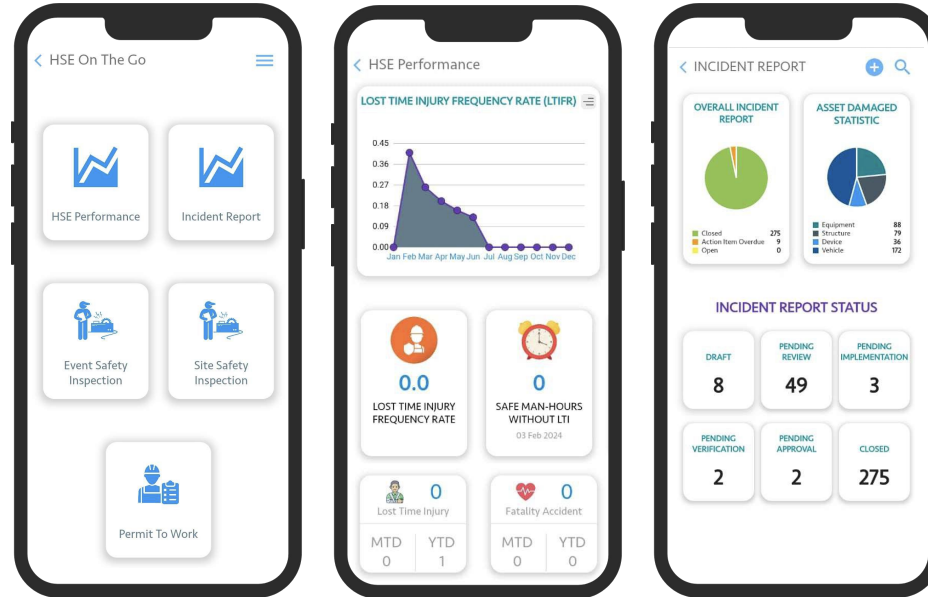 HSE On The Go
HSE Performance
Incident Report
Event Safety
Inspection
Site Safety
Inspection
Permit To Work
HSE Performance
LOST TIME INJURY FREQUENCY RATE (LTIFR)
0.45
0.36
0.27
0.18
0.09
0.00
Jan Feb Mar Apr May Jun Jul Aug Sep Oct Nov Dec
0.0
LOST TIME INJURY
FREQUENCY RATE
0
SAFE MAN-HOURS
WITHOUT LTI
03 Feb 2024
0
Lost Time Injury
MTD YTD
0 1
0
Fatality Accident
MTD YTD
0 0
INCIDENT REPORT
OVERALL INCIDENT
REPORT
Closed 275
Action Item Overdue 9
Open 0
ASSET DAMAGED
STATISTIC
Equipment 88
Structure 79
Device 36
Vehicle 172
INCIDENT REPORT STATUS
DRAFT
8
PENDING
REVIEW
49
PENDING
IMPLEMENTATION
3
PENDING
VERIFICATION
2
PENDING
APPROVAL
2
CLOSED
275